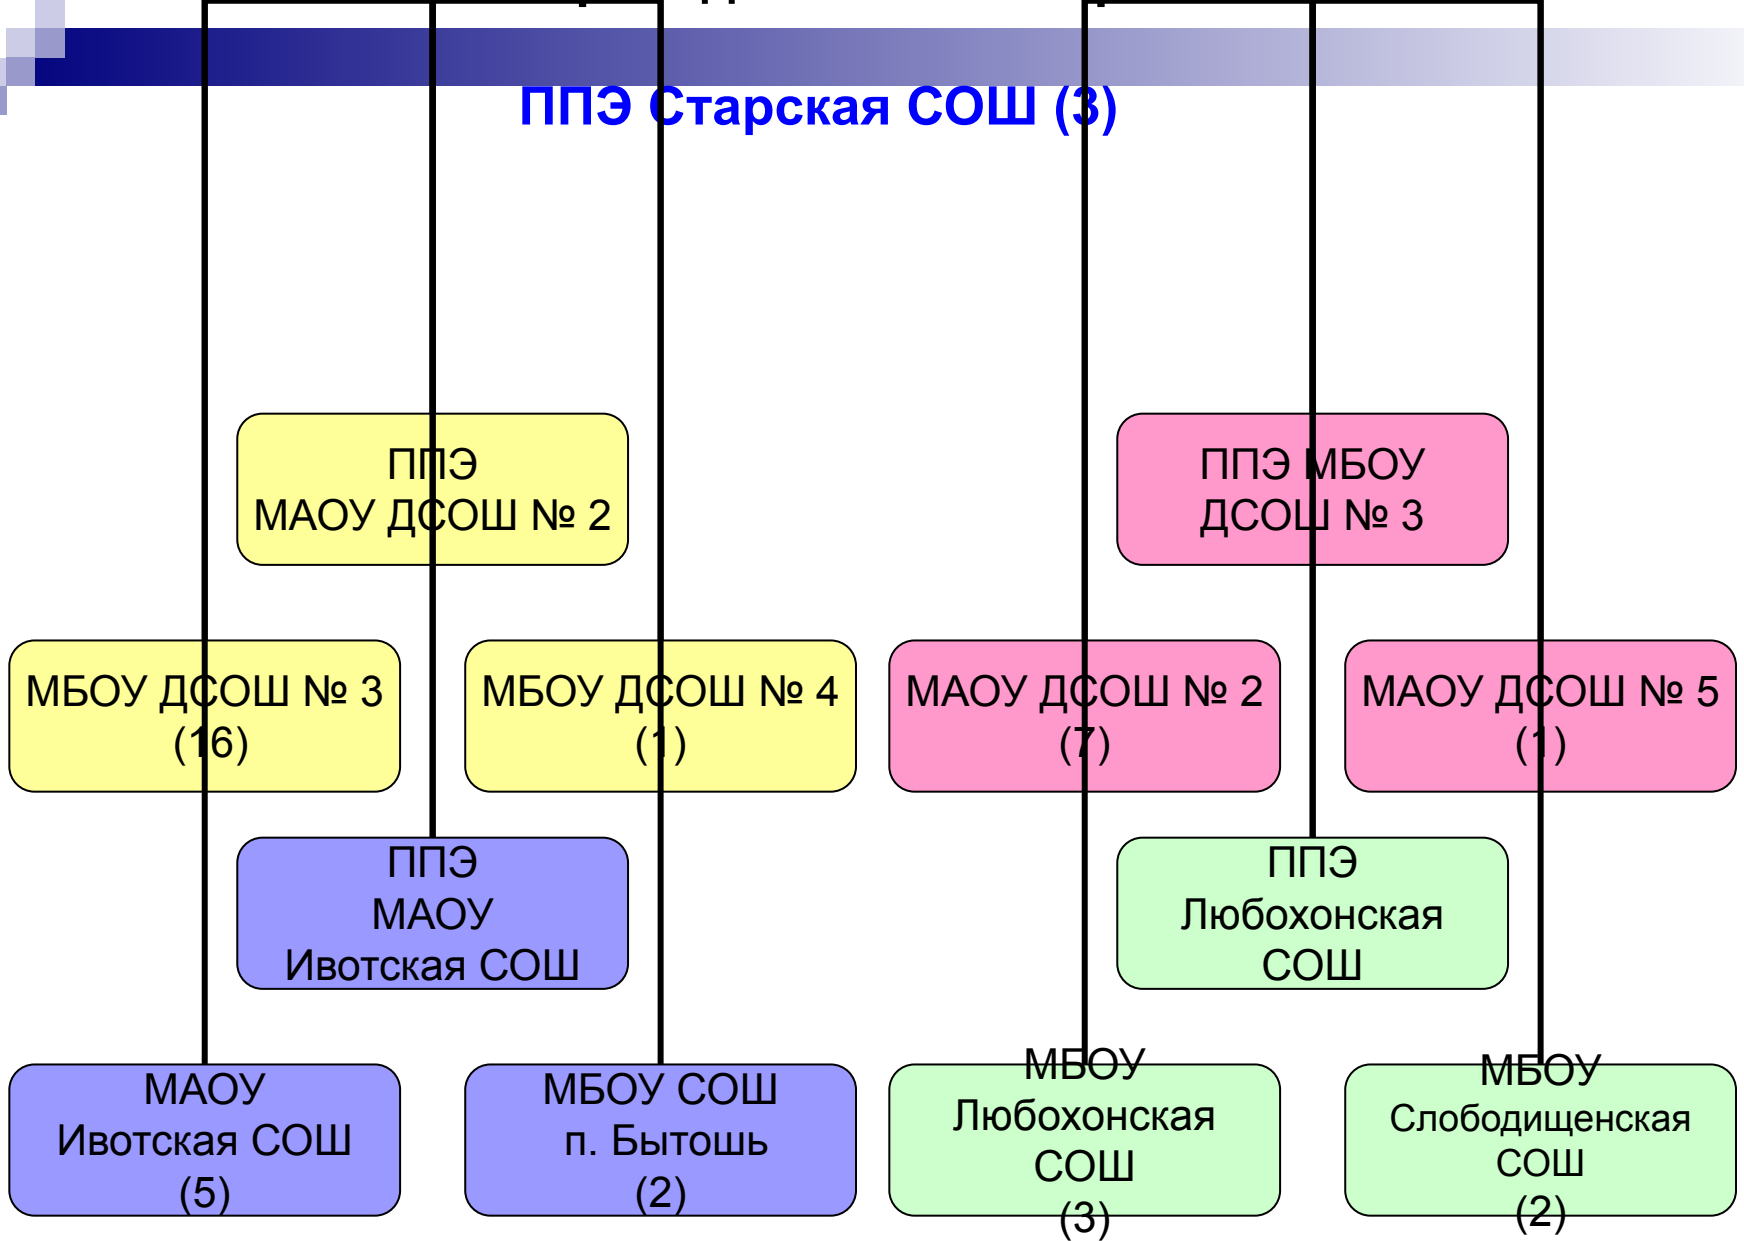 ППЭ Старская СОШ (3)
ППЭ
МАОУ ДСОШ № 2
ППЭ МБОУ
ДСОШ № 3
МБОУ ДСОШ № 3
(16)
МБОУ ДСОШ № 4
(1)
МАОУ ДСОШ № 2
(7)
МАОУ ДСОШ № 5
(1)
ППЭ
МАОУ
Ивотская СОШ
ППЭ
Любохонская
СОШ
МАОУ
Ивотская СОШ
(5)
МБОУ СОШ
п. Бытошь
(2)
МБОУ
Любохонская
СОШ
(3)
МБОУ
Слободищенская
СОШ
(2)